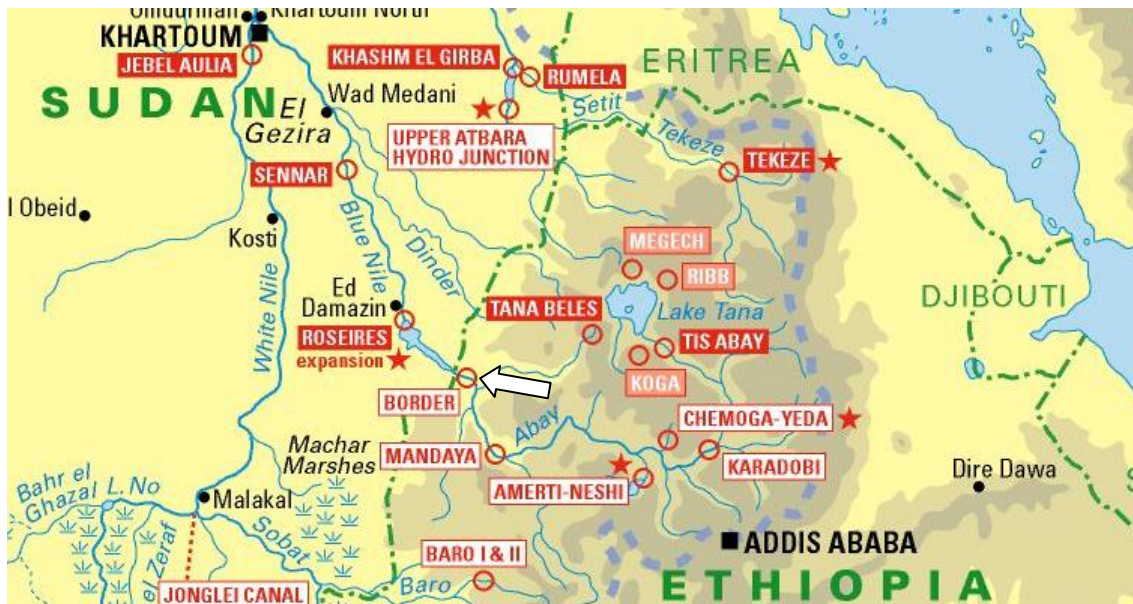 Omdurman
Khartoum North
KHARTOUM
JEBEL AULIA
KHASHM EL GIRBA
RUMELA
ERITREA
SUDAN
El
Gezira
Wad Medani
Setit
UPPER ATBARA
HYDRO JUNCTION
Tekeze
TEKEZE
SENNAR
l Obeid
Kosti
Blue Nile
Dinder
White Nile
MEGECH
RIBB
DJIBOUTI
Ed
Damazin
TANA BELES
Lake Tana
ROSEIRES
expansion
TIS ABAY
KOGA
BORDER
Abay
CHEMOGA-YEDA
Machar
Marshes
MANDAYA
KARADOBI
Dire Dawa
AMERTI-NESHI
Bahr el
Ghazal
L. No
Malakal
el Zeraf
Sobat
ADDIS ABABA
BARO I & II
Baro
ETHIOPIA
JONGLEI CANAL
S